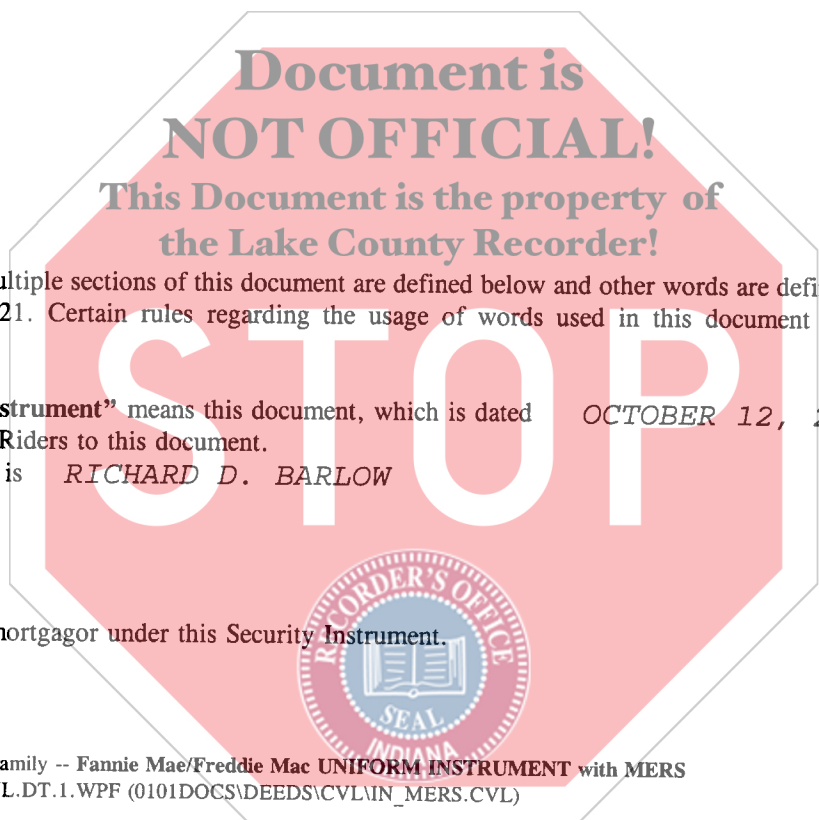 Document is
NOT OFFICIAL!
This Document is the property of
the Lake County Recorder!
ultiple sections of this document are defined below and other words are defi
21. Certain rules regarding the usage of words used in this document
STOP
strument” means this document, which is dated OCTOBER 12, 2
Riders to this document.
is RICHARD D. BARLOW
nortgagor under this Security Instrument.
RECORDER'S OFFICE
SEAL
INDIANA
amily -- Fannie Mae/Freddie Mac UNIFORM INSTRUMENT with MERS
L.DT.1.WPF (0101DOCS\DEEDS\CVL\IN_MERS.CVL)